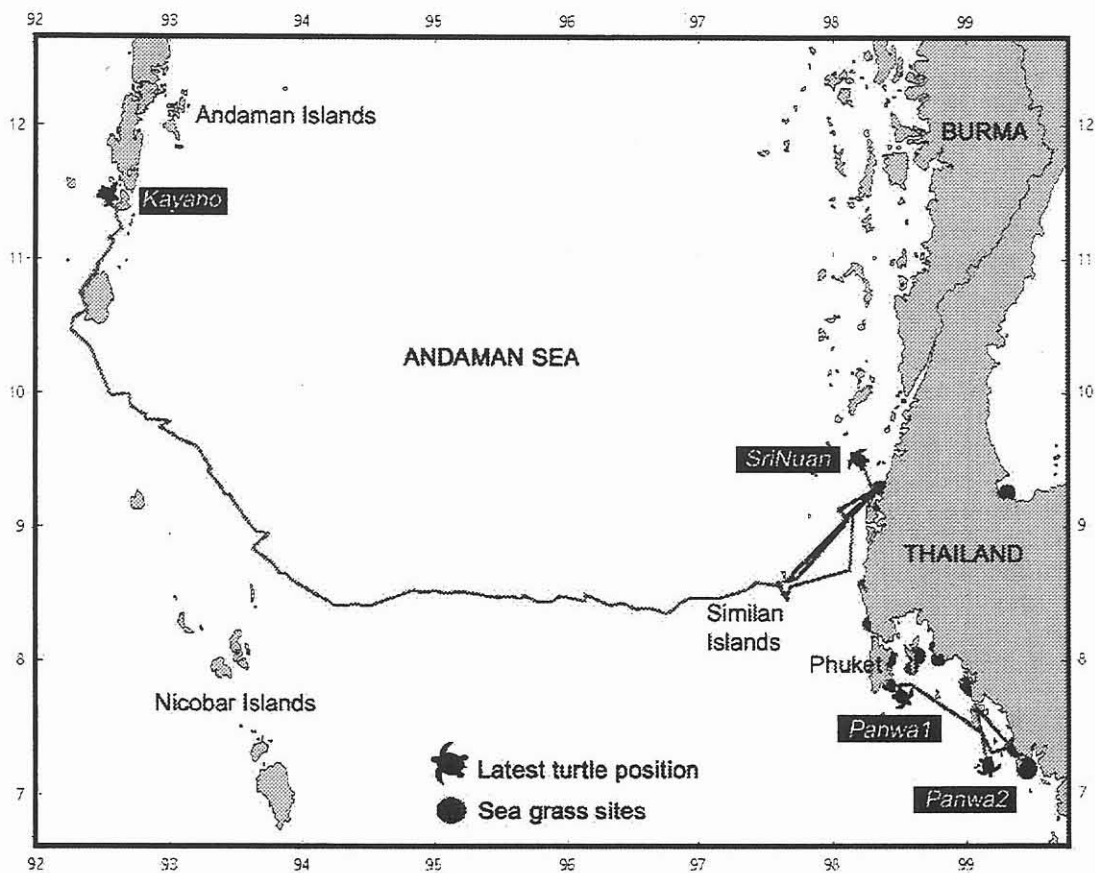 92 93 94 95 96 97 98 99
12 12
11 11
10 10
9 9
8 8
7 7
Andaman Islands
BURMA
Kayano
ANDAMAN SEA
SriNuan
THAILAND
Similan
Islands
Phuket
Nicobar Islands
Panwa1
Latest turtle position
Panwa2
Sea grass sites
92 93 94 95 96 97 98 99